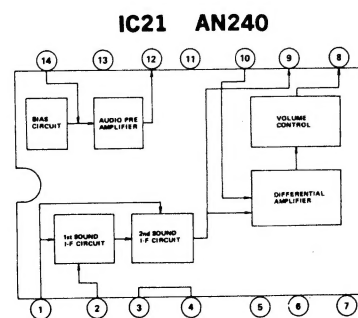 IC21 AN240
14
13
12
11
10
9
8
BIAS
CIRCUIT
AUDIO PRE
AMPLIFIER
VOLUME
CONTROL
DIFFERENTIAL
AMPLIFIER
1st SOUND
I-F CIRCUIT
2nd SOUND
I-F CIRCUIT
1
2
3
4
5
6
7